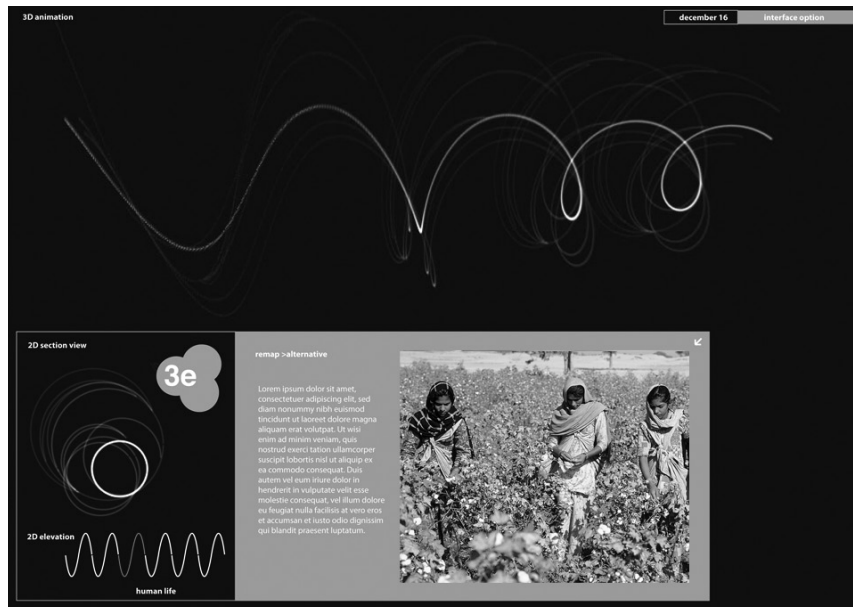 3D animation
december 16
interface option
2D section view
3e
remap >alternative
Lorem ipsum dolor sit amet,
consectetuer adipiscing elit, sed
diam nonummy nibh euismod
tincidunt ut laoreet dolore magna
aliquam erat volutpat. Ut wisi
enim ad minim veniam, quis
nostrud exerci tation ullamcorper
suscipit lobortis nisl ut aliquip ex
ea commodo consequat. Duis
autem vel eum iriure dolor in
hendrerit in vulputate velit esse
molestie consequat, vel illum dolore
eu feugiat nulla facilisis at vero eros
et accumsan et iusto odio dignissim
qui blandit praesent luptatum.
2D elevation
human life